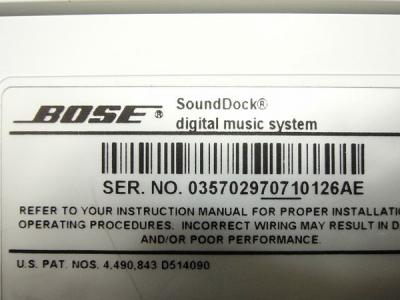 BOSE® SoundDock®
digital music system
SER. NO. 035702970710126AE
REFER TO YOUR INSTRUCTION MANUAL FOR PROPER
OPERATING PROCEDURES. INCORRECT WIRING MAY RESULT IN
AND/OR POOR PERFORMANCE.
U.S. PAT. NOS. 4,490,843 D514090